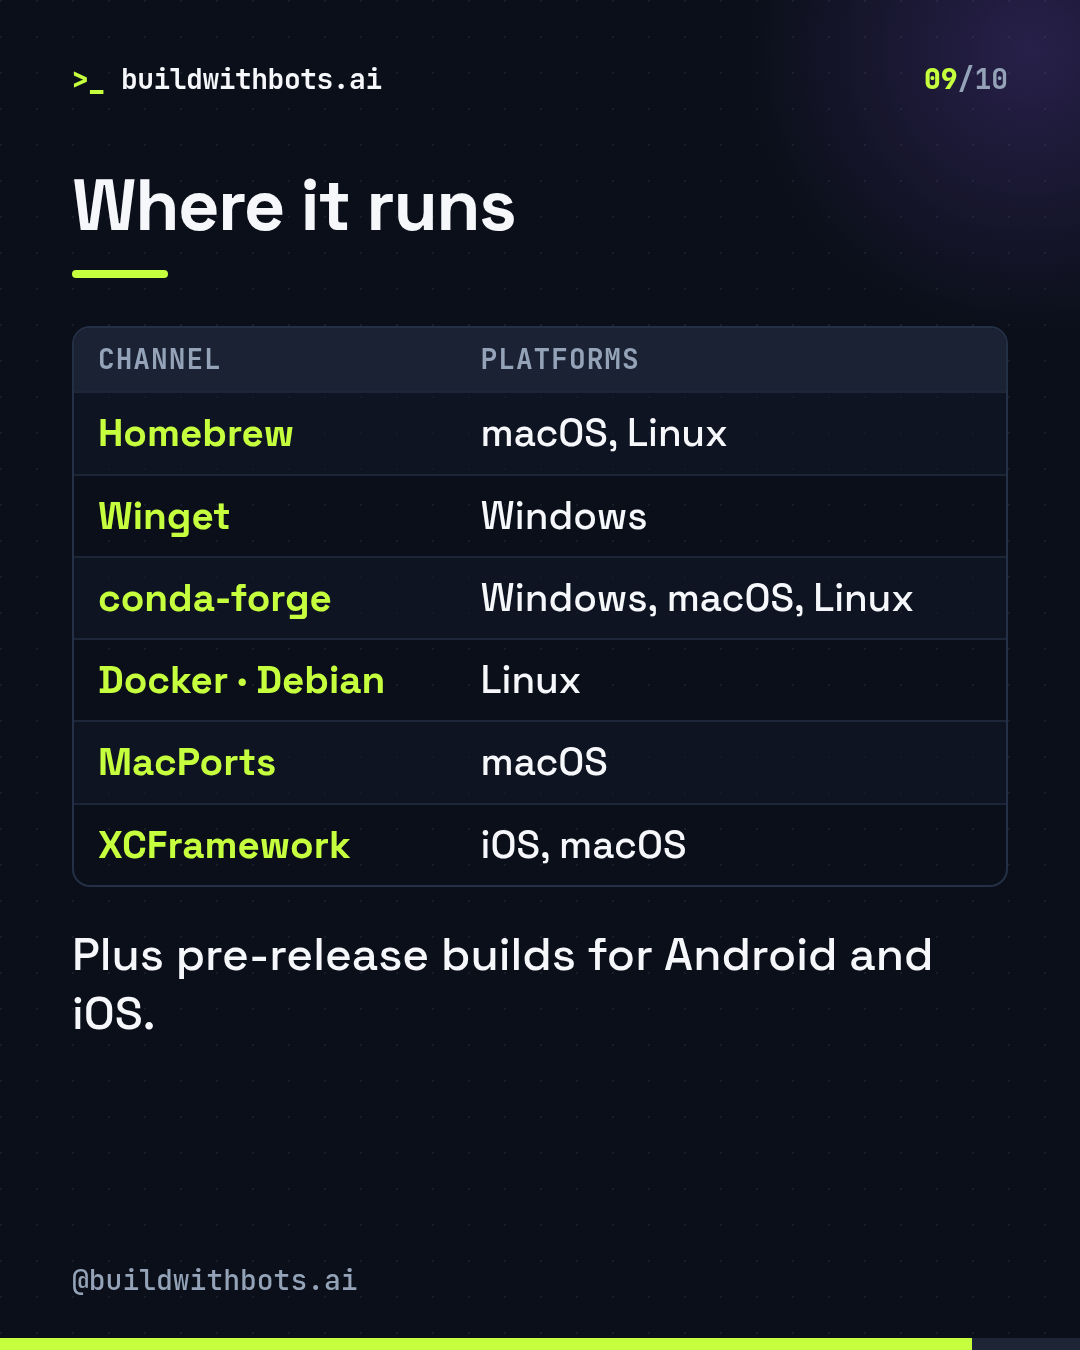 >_ buildwithbots.ai 09/10
Where it runs
CHANNEL PLATFORMS
Homebrew macOS, Linux
Winget Windows
conda-forge Windows, macOS, Linux
Docker · Debian Linux
MacPorts macOS
XCFramework iOS, macOS
Plus pre-release builds for Android and
iOS.
@buildwithbots.ai